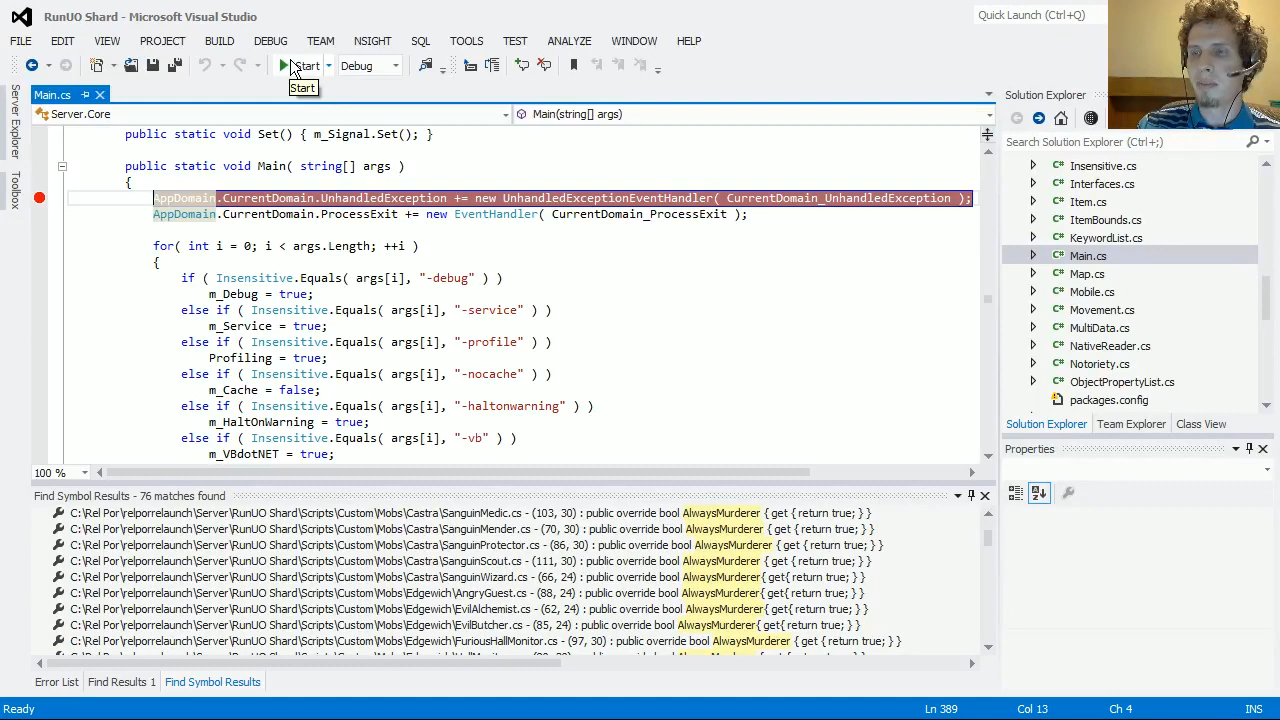 RunUO Shard - Microsoft Visual Studio
Quick Launch (Ctrl+Q)
FILE EDIT VIEW PROJECT BUILD DEBUG TEAM NSIGHT SQL TOOLS TEST ANALYZE WINDOW HELP
Start Debug
Start
Server Explorer
Toolbox
Main.cs
Server.Core
Main(string[] args)
public static void Set() { m_Signal.Set(); }
public static void Main( string[] args )
{
AppDomain.CurrentDomain.UnhandledException += new UnhandledExceptionEventHandler( CurrentDomain_UnhandledException );
AppDomain.CurrentDomain.ProcessExit += new EventHandler( CurrentDomain_ProcessExit );
for( int i = 0; i < args.Length; ++i )
{
if ( Insensitive.Equals( args[i], "-debug" ) )
m_Debug = true;
else if ( Insensitive.Equals( args[i], "-service" ) )
m_Service = true;
else if ( Insensitive.Equals( args[i], "-profile" ) )
Profiling = true;
else if ( Insensitive.Equals( args[i], "-nocache" ) )
m_Cache = false;
else if ( Insensitive.Equals( args[i], "-haltonwarning" ) )
m_HaltOnWarning = true;
else if ( Insensitive.Equals( args[i], "-vb" ) )
m_VBdotNET = true;
100 %
Find Symbol Results - 76 matches found
C:\Rel Por\relporrelaunch\Server\RunUO Shard\Scripts\Custom\Mobs\Castra\SanguinMedic.cs - (103, 30) : public override bool AlwaysMurderer { get { return true; } }
C:\Rel Por\relporrelaunch\Server\RunUO Shard\Scripts\Custom\Mobs\Castra\SanguinMender.cs - (70, 30) : public override bool AlwaysMurderer { get { return true; } }
C:\Rel Por\relporrelaunch\Server\RunUO Shard\Scripts\Custom\Mobs\Castra\SanguinProtector.cs - (86, 30) : public override bool AlwaysMurderer { get { return true; } }
C:\Rel Por\relporrelaunch\Server\RunUO Shard\Scripts\Custom\Mobs\Castra\SanguinScout.cs - (111, 30) : public override bool AlwaysMurderer { get { return true; } }
C:\Rel Por\relporrelaunch\Server\RunUO Shard\Scripts\Custom\Mobs\Castra\SanguinWizard.cs - (66, 24) : public override bool AlwaysMurderer{ get{ return true; } }
C:\Rel Por\relporrelaunch\Server\RunUO Shard\Scripts\Custom\Mobs\Edgewich\AngryGuest.cs - (88, 24) : public override bool AlwaysMurderer{ get{ return true; } }
C:\Rel Por\relporrelaunch\Server\RunUO Shard\Scripts\Custom\Mobs\Edgewich\EvilAlchemist.cs - (62, 24) : public override bool AlwaysMurderer{ get { return true; } }
C:\Rel Por\relporrelaunch\Server\RunUO Shard\Scripts\Custom\Mobs\Edgewich\EvilButcher.cs - (85, 24) : public override bool AlwaysMurderer{ get { return true; } }
C:\Rel Por\relporrelaunch\Server\RunUO Shard\Scripts\Custom\Mobs\Edgewich\FuriousHallMonitor.cs - (97, 30) : public override bool AlwaysMurderer { get { return true; } }
Error List Find Results 1 Find Symbol Results
Solution Explorer
Search Solution Explorer (Ctrl+;)
Insensitive.cs
Interfaces.cs
Item.cs
ItemBounds.cs
KeywordList.cs
Main.cs
Map.cs
Mobile.cs
Movement.cs
MultiData.cs
NativeReader.cs
Notoriety.cs
ObjectPropertyList.cs
packages.config
Solution Explorer Team Explorer Class View
Properties
Ready Ln 389 Col 13 Ch 4 INS